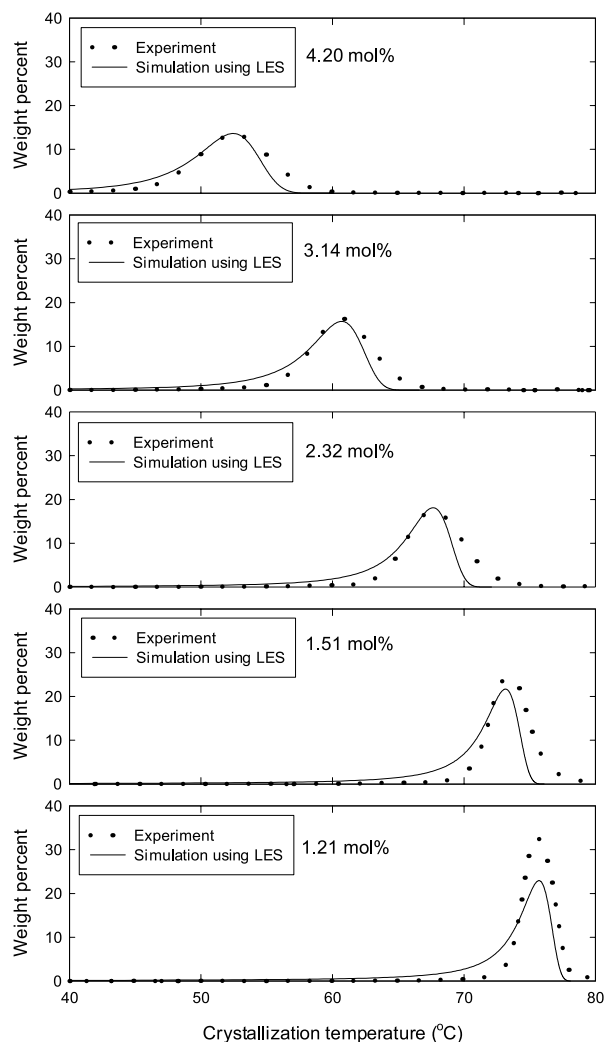 40
30
20
10
0
Weight percent
Experiment
Simulation using LES
4.20 mol%
40
30
20
10
0
Weight percent
Experiment
Simulation using LES
3.14 mol%
40
30
20
10
0
Weight percent
Experiment
Simulation using LES
2.32 mol%
40
30
20
10
0
Weight percent
Experiment
Simulation using LES
1.51 mol%
40
30
20
10
0
Weight percent
Experiment
Simulation using LES
1.21 mol%
40 50 60 70 80
Crystallization temperature (°C)